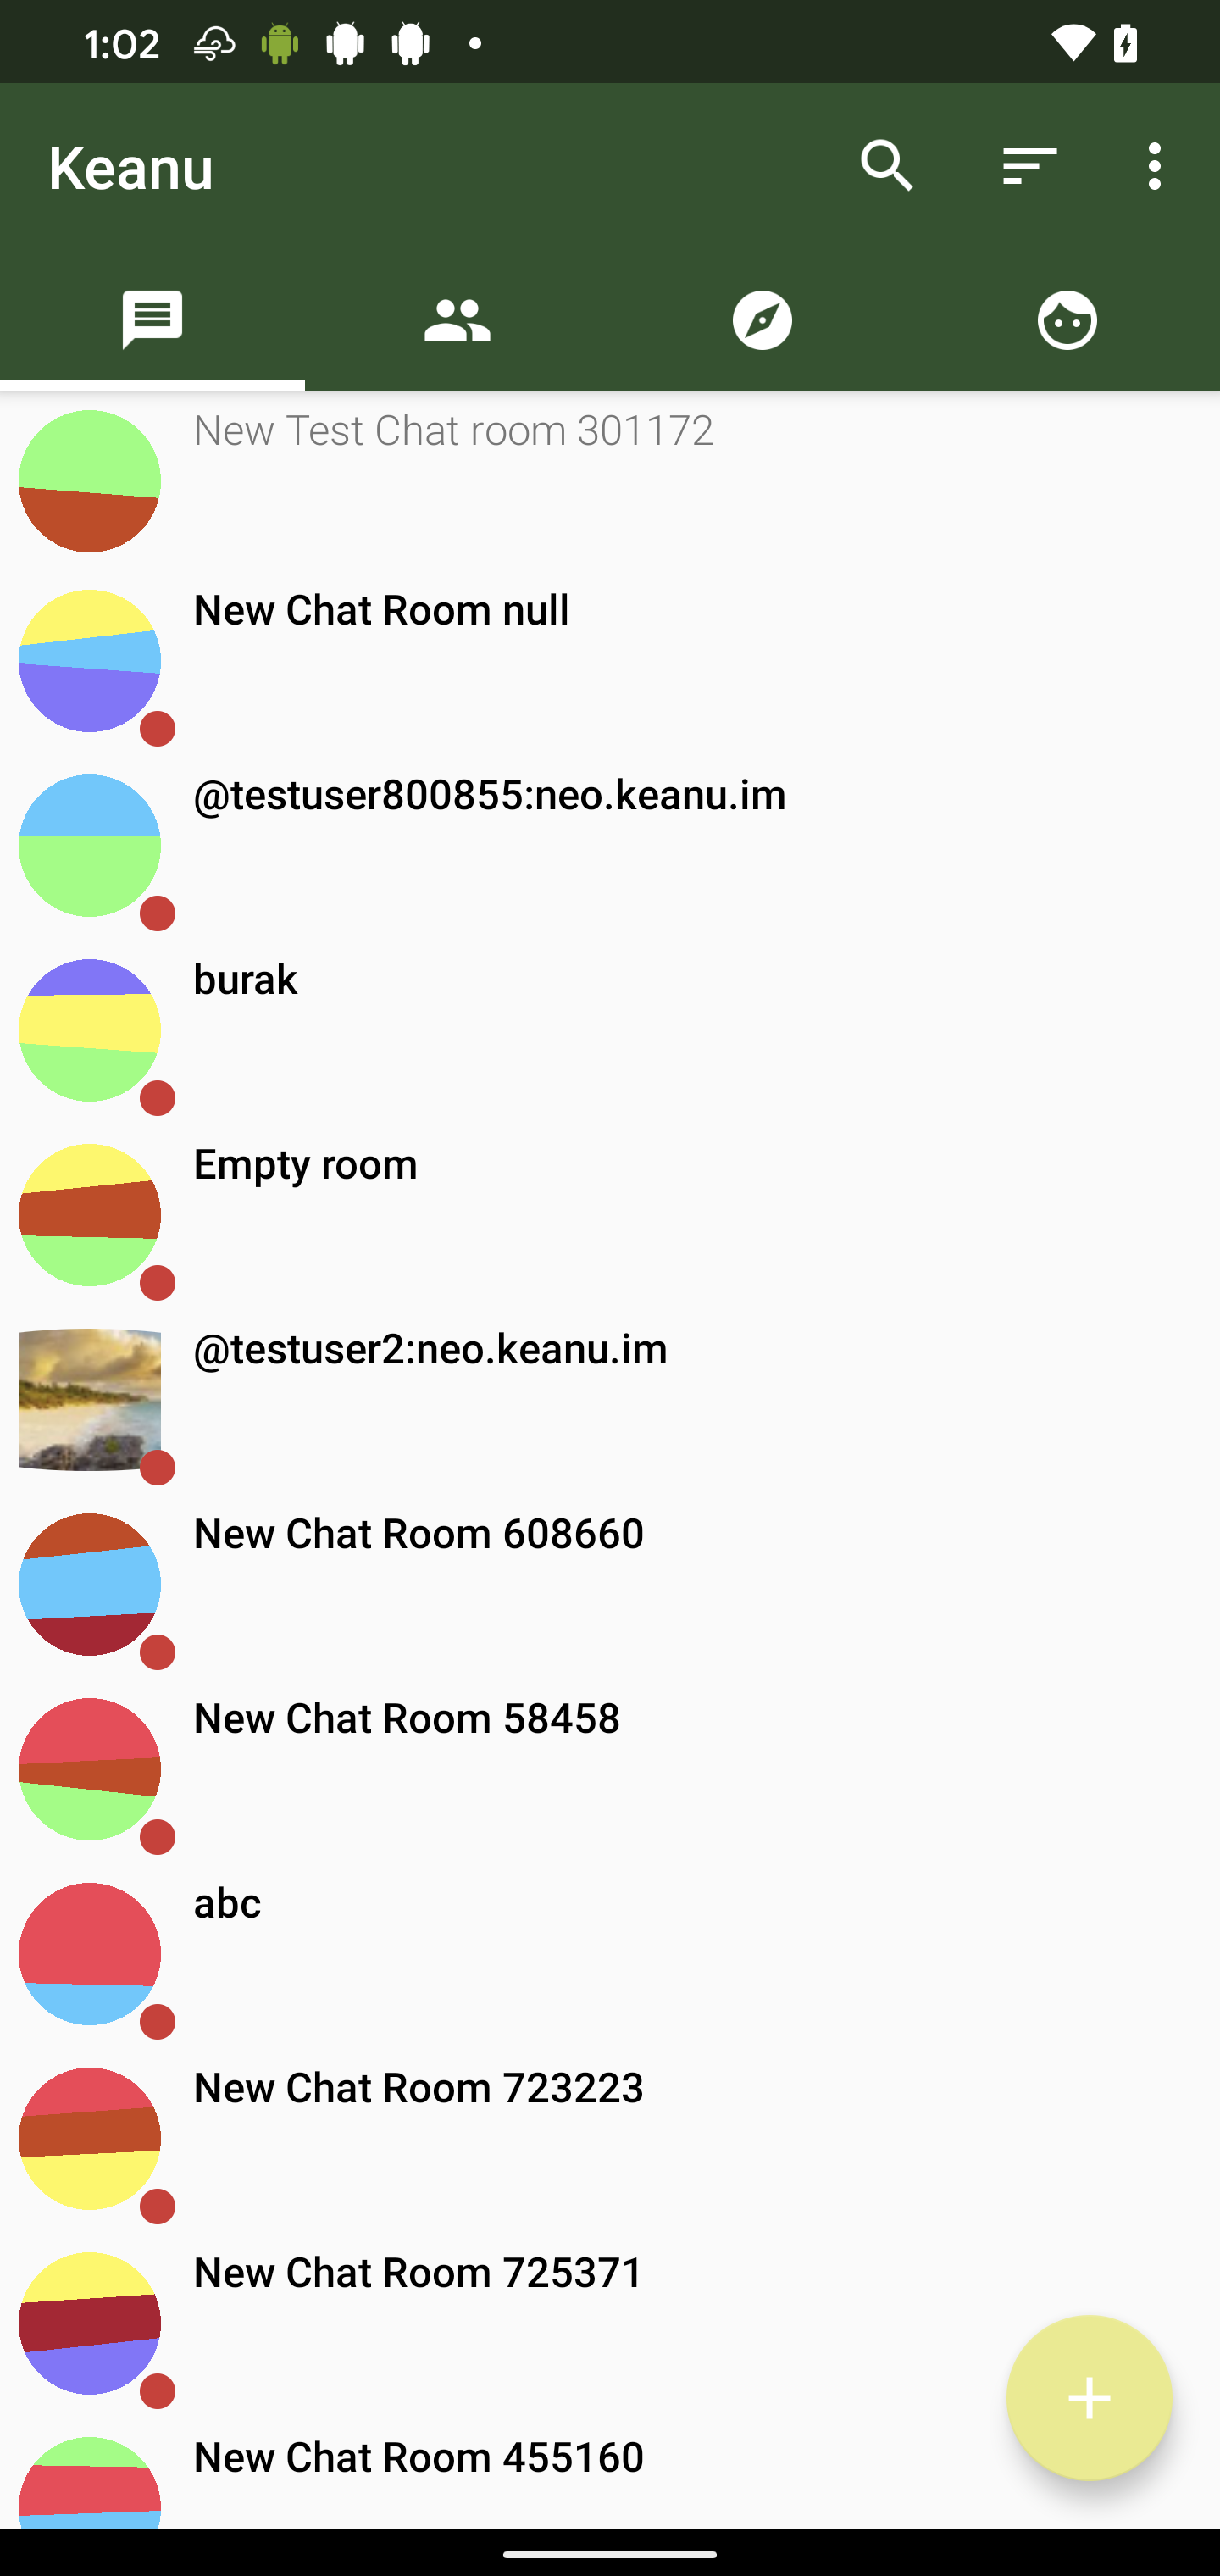 1:02
Keanu
New Test Chat room 301172
New Chat Room null
@testuser800855:neo.keanu.im
burak
Empty room
@testuser2:neo.keanu.im
New Chat Room 608660
New Chat Room 58458
abc
New Chat Room 723223
New Chat Room 725371
New Chat Room 455160